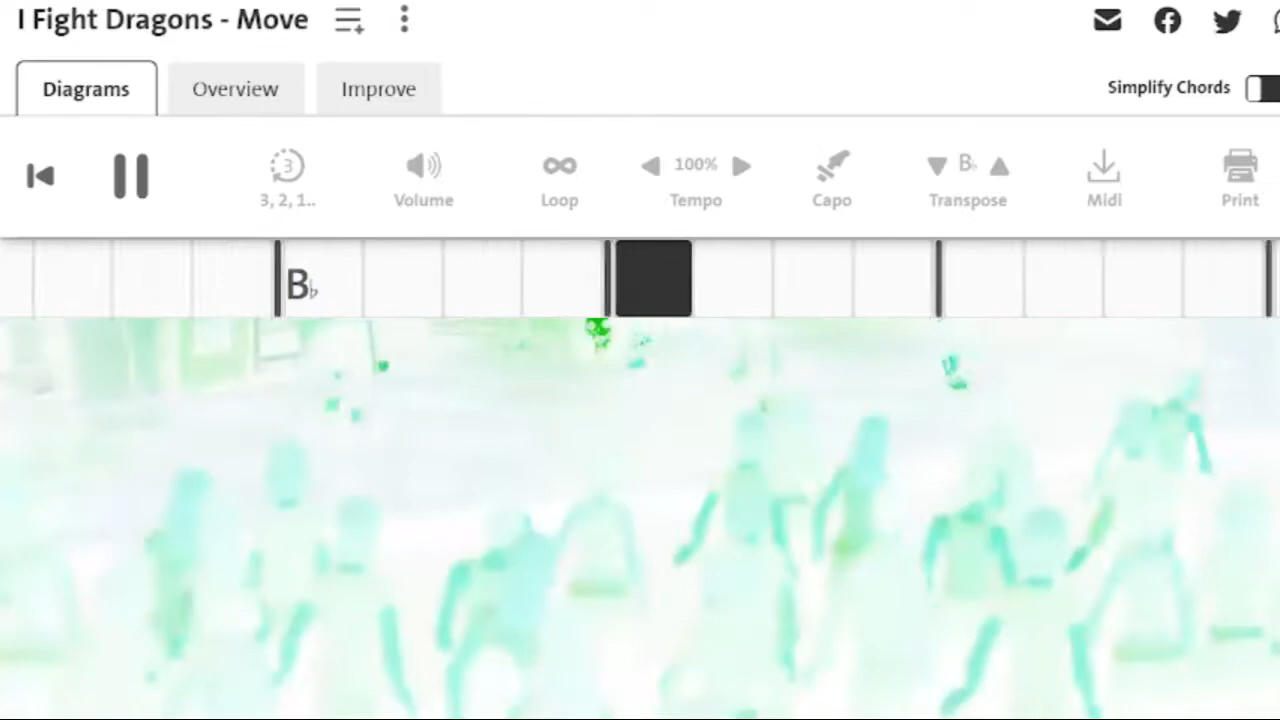 I Fight Dragons - Move
Diagrams
Overview
Improve
Simplify Chords
3
100%
B♭
3, 2, 1..
Volume
Loop
Tempo
Capo
Transpose
Midi
Print
B♭